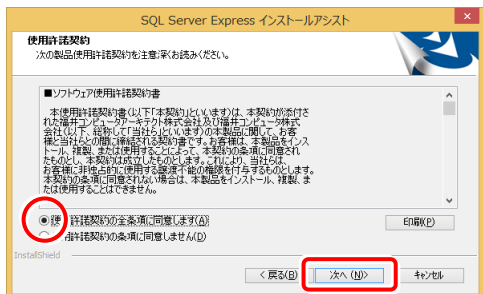 SQL Server Express インストールアシスト
使用許諾契約
次の製品使用許諾契約を注意深くお読みください。
■ソフトウェア使用許諾契約書
本使用許諾契約書(以下「本契約」といいます)は、本契約が添付さ
れた福井コンピュータアーキテクト株式会社及び福井コンピュータ株式
会社(以下、総称して「当社ら」といいます)の本製品に関して、お客
様と当社らとの間に締結される契約書です。お客様は、本製品をインス
トール、複製、または使用することによって、本契約の条項に同意され
たものとし、本契約は成立したものとします。これにより、当社らは、
お客様に非独占的に使用する譲渡不能の権限を付与するものとします。
本契約の条項に同意されない場合は、本製品をインストール、複製、ま
たは使用することはできません。
使 許諾契約の全条項に同意します(A)
用許諾契約の条項に同意しません(D)
印刷(P)
InstallShield
< 戻る(B)
次へ (N)>
キャンセル